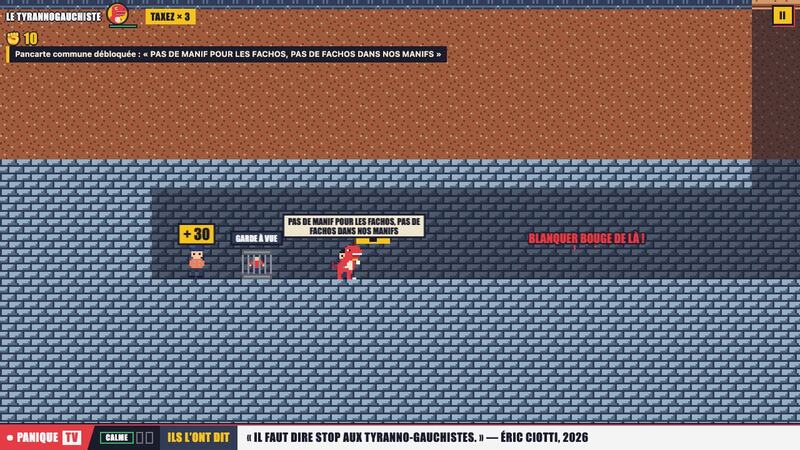 LE TYRANNOGAUCHISTE
TAXEZ × 3
10
Pancarte commune débloquée : « PAS DE MANIF POUR LES FACHOS, PAS DE FACHOS DANS NOS MANIFS »
+ 30
GARDE À VUE
PAS DE MANIF POUR LES FACHOS, PAS DE
FACHOS DANS NOS MANIFS
BLANQUER BOUGE DE LÀ !
PANIQUE TV
CALME
ILS L'ONT DIT
« IL FAUT DIRE STOP AUX TYRANNO-GAUCHISTES. » — ÉRIC CIOTTI, 2026